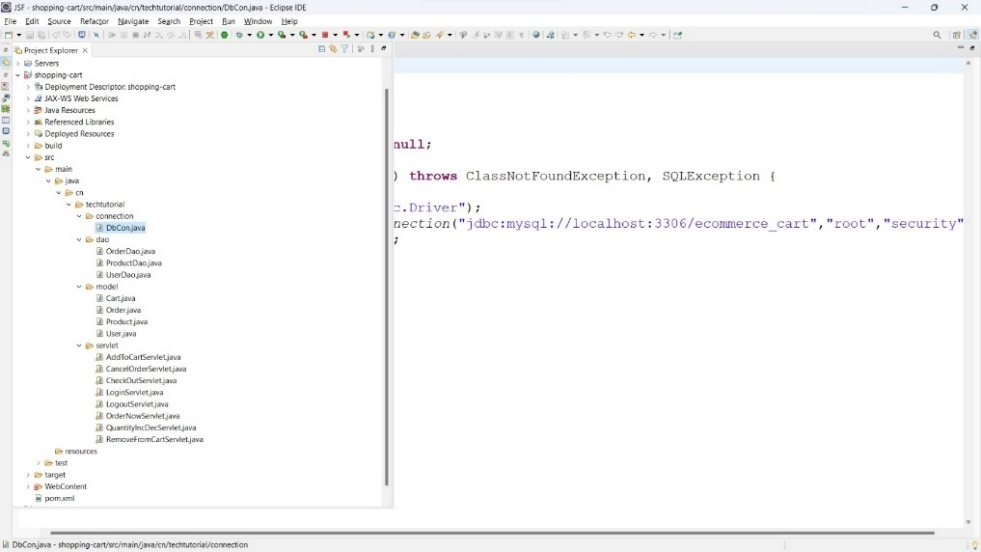 JSF - shopping-cart/src/main/java/cn/techtutorial/connection/DbCon.java - Eclipse IDE
File Edit Source Refactor Navigate Search Project Run Window Help
Project Explorer
Servers
shopping-cart
Deployment Descriptor: shopping-cart
JAX-WS Web Services
Java Resources
Referenced Libraries
Deployed Resources
build
src
main
java
cn
techtutorial
connection
DbCon.java
dao
OrderDao.java
ProductDao.java
UserDao.java
model
Cart.java
Order.java
Product.java
User.java
servlet
AddToCartServlet.java
CancelOrderServlet.java
CheckOutServlet.java
LoginServlet.java
LogoutServlet.java
OrderNowServlet.java
QuantityIncDecServlet.java
RemoveFromCartServlet.java
resources
test
target
WebContent
pom.xml
null;
) throws ClassNotFoundException, SQLException {
c.Driver");
nection("jdbc:mysql://localhost:3306/ecommerce_cart","root","security"
;
DbCon.java - shopping-cart/src/main/java/cn/techtutorial/connection